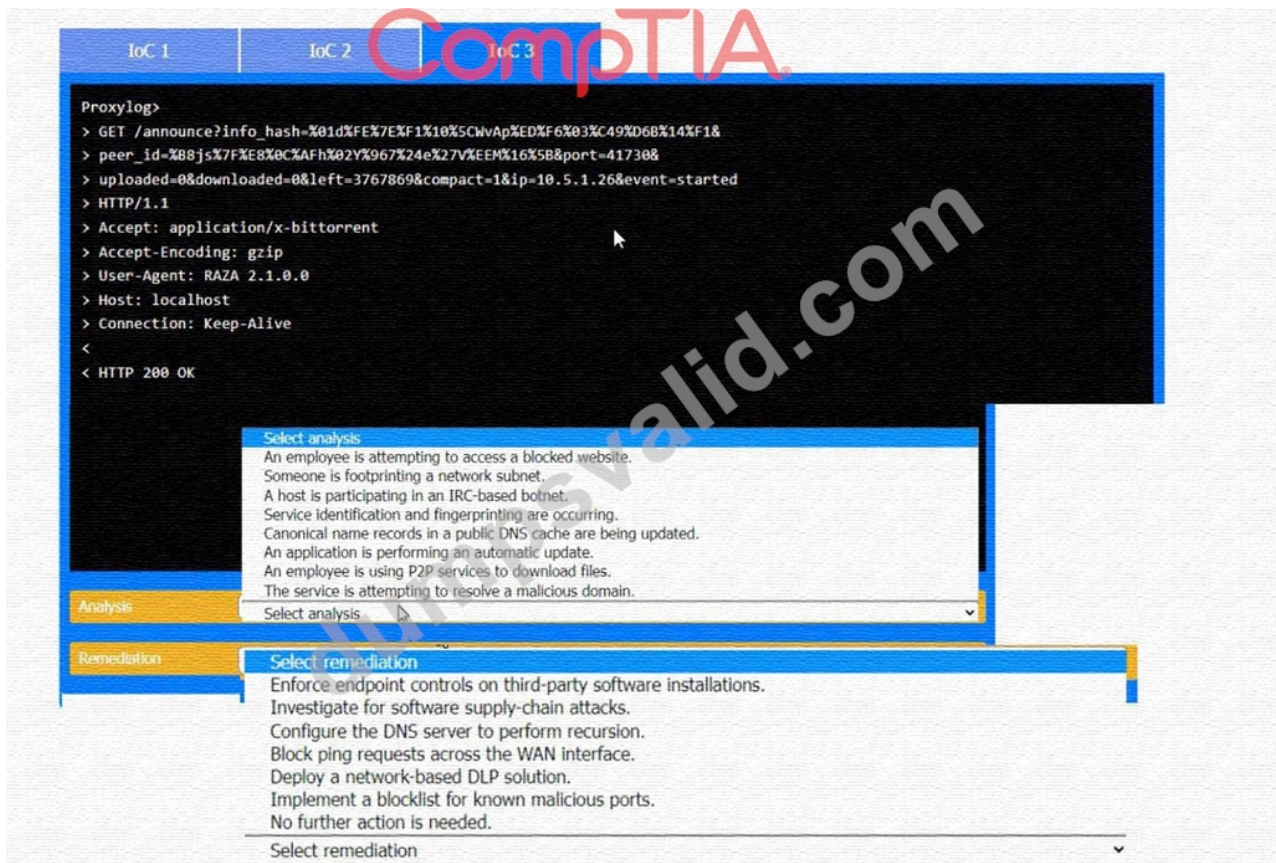 CompTIA.
IoC 1
IoC 2
IoC 3
Proxylog>
> GET /announce?info_hash=%01d%FE%7E%F1%10%5CWvAp%ED%F6%03%C49%D6B%14%F1&
> peer_id=%B8js%7F%E8%0C%AFh%02Y%967%24e%27V%EEM%16%5B&port=41730&
> uploaded=0&downloaded=0&left=3767869&compact=1&ip=10.5.1.26&event=started
> HTTP/1.1
> Accept: application/x-bittorrent
> Accept-Encoding: gzip
> User-Agent: RAZA 2.1.0.0
> Host: localhost
> Connection: Keep-Alive
<
< HTTP 200 OK
Select analysis
An employee is attempting to access a blocked website.
Someone is footprinting a network subnet.
A host is participating in an IRC-based botnet.
Service identification and fingerprinting are occurring.
Canonical name records in a public DNS cache are being updated.
An application is performing an automatic update.
An employee is using P2P services to download files.
The service is attempting to resolve a malicious domain.
Analysis
Select analysis
Remediation
Select remediation
Enforce endpoint controls on third-party software installations.
Investigate for software supply-chain attacks.
Configure the DNS server to perform recursion.
Block ping requests across the WAN interface.
Deploy a network-based DLP solution.
Implement a blocklist for known malicious ports.
No further action is needed.
Select remediation
dumpsvalid.com